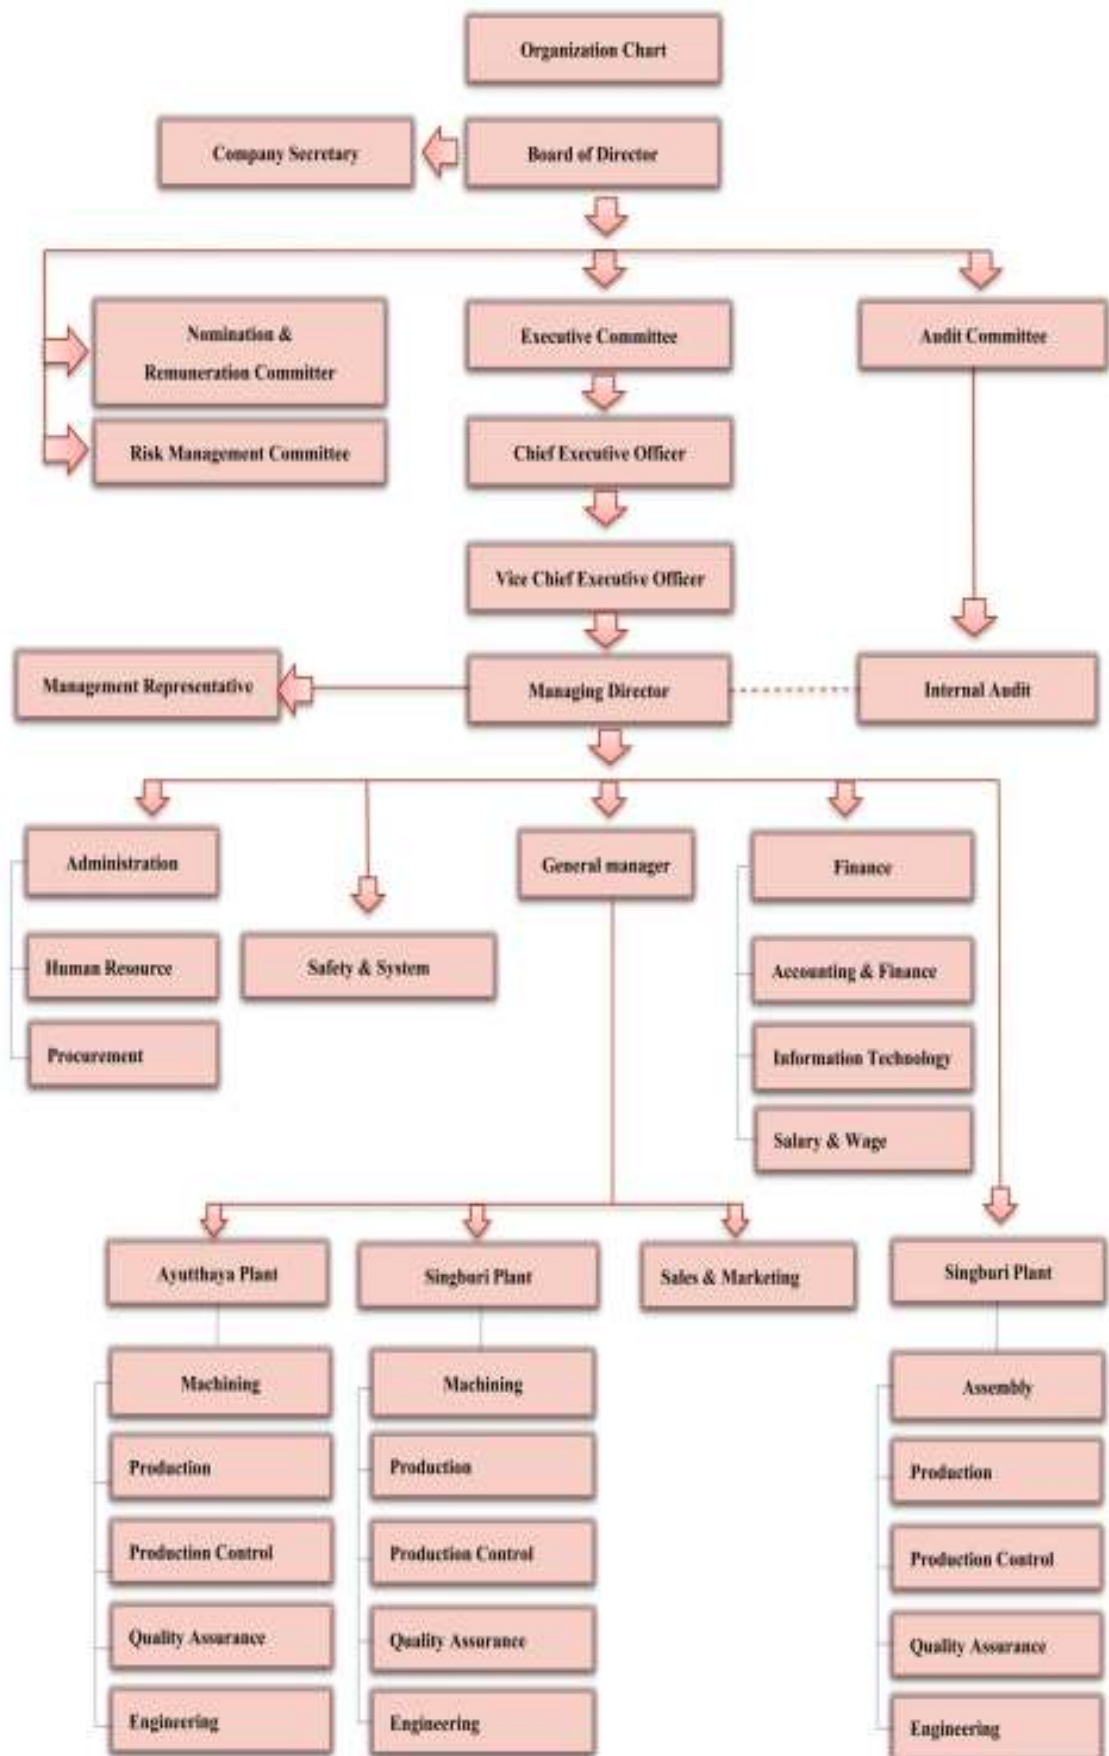 Organization Chart
Company Secretary
Board of Director
Nomination &
Remuneration Committer
Executive Committee
Audit Committee
Risk Management Committee
Chief Executive Officer
Vice Chief Executive Officer
Management Representative
Managing Director
Internal Audit
Administration
General manager
Finance
Human Resource
Safety & System
Accounting & Finance
Procurement
Information Technology
Salary & Wage
Ayutthaya Plant
Singburi Plant
Sales & Marketing
Singburi Plant
Machining
Machining
Assembly
Production
Production
Production
Production Control
Production Control
Production Control
Quality Assurance
Quality Assurance
Quality Assurance
Engineering
Engineering
Engineering